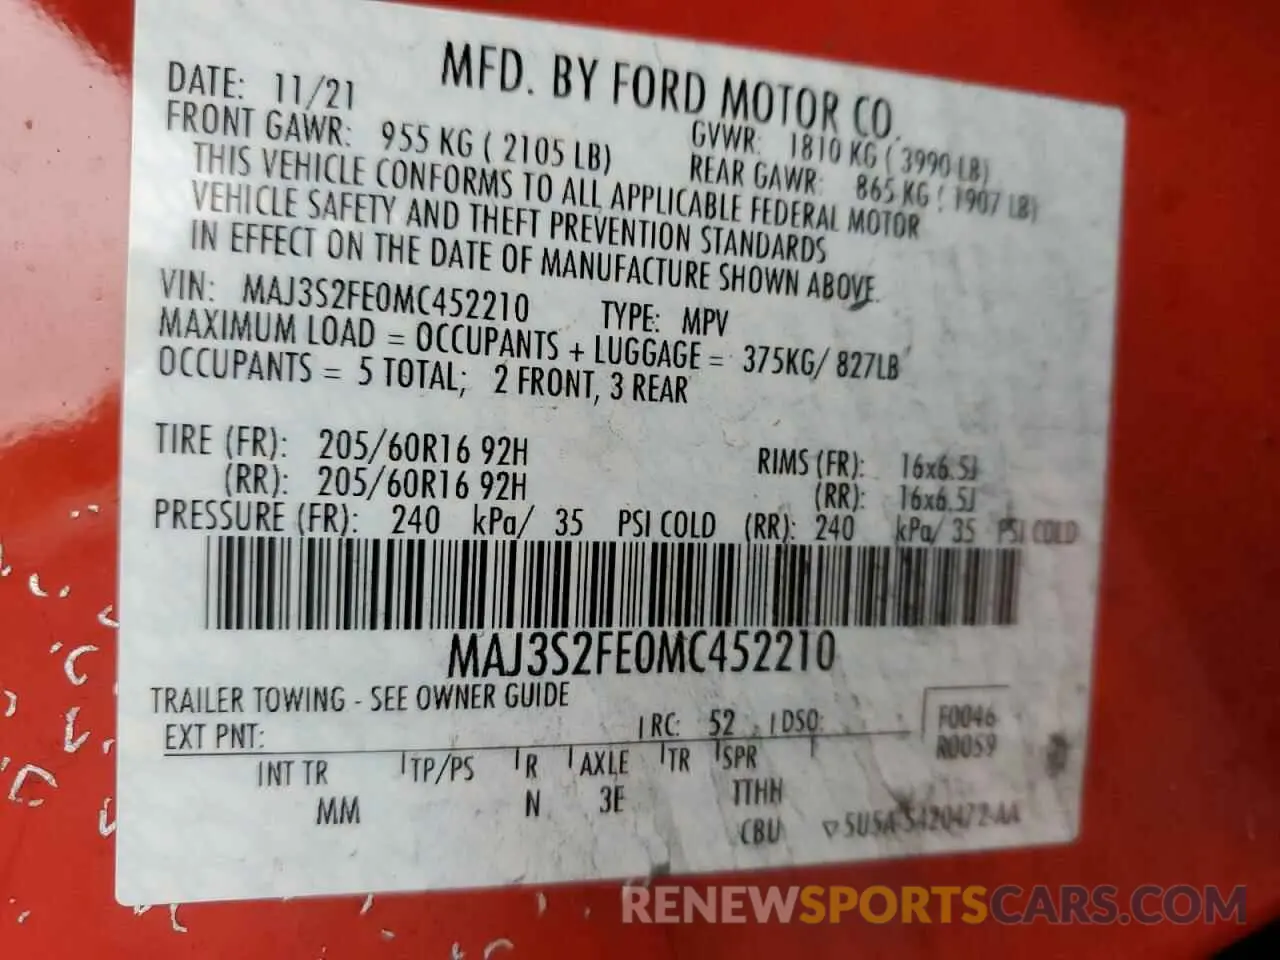 MFD. BY FORD MOTOR CO.
DATE: 11/21 GVWR: 1810 KG ( 3990 LB)
FRONT GAWR: 955 KG ( 2105 LB) REAR GAWR: 865 KG ( 1907 LB)
THIS VEHICLE CONFORMS TO ALL APPLICABLE FEDERAL MOTOR
VEHICLE SAFETY AND THEFT PREVENTION STANDARDS
IN EFFECT ON THE DATE OF MANUFACTURE SHOWN ABOVE.
VIN: MAJ3S2FE0MC452210 TYPE: MPV
MAXIMUM LOAD = OCCUPANTS + LUGGAGE = 375KG/ 827LB
OCCUPANTS = 5 TOTAL; 2 FRONT, 3 REAR
TIRE (FR): 205/60R16 92H RIMS (FR): 16x6.5J
(RR): 205/60R16 92H (RR): 16x6.5J
PRESSURE (FR): 240 kPa/ 35 PSI COLD (RR): 240 kPa/ 35 PSI COLD
MAJ3S2FE0MC452210
TRAILER TOWING - SEE OWNER GUIDE
EXT PNT: RC: 52 DSO: F0046
R0059
INT TR TP/PS R AXLE TR SPR
MM N 3E TTHH
CBU
RENEWSPORTSCARS.COM